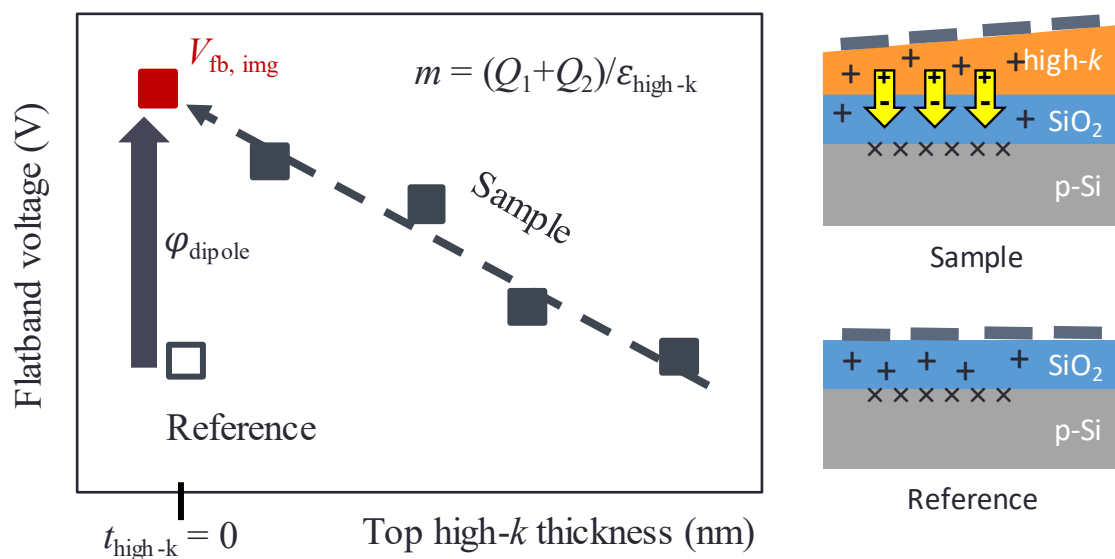 Flatband voltage (V)
V_fb, img
m = (Q₁+Q₂)/ε_high-k
Sample
φ_dipole
Reference
t_high-k = 0
Top high-k thickness (nm)
high-k
+ + + + +
+ + +
- - -
SiO₂
+ +
× × × × × ×
p-Si
Sample
SiO₂
+ + + + +
× × × × × ×
p-Si
Reference